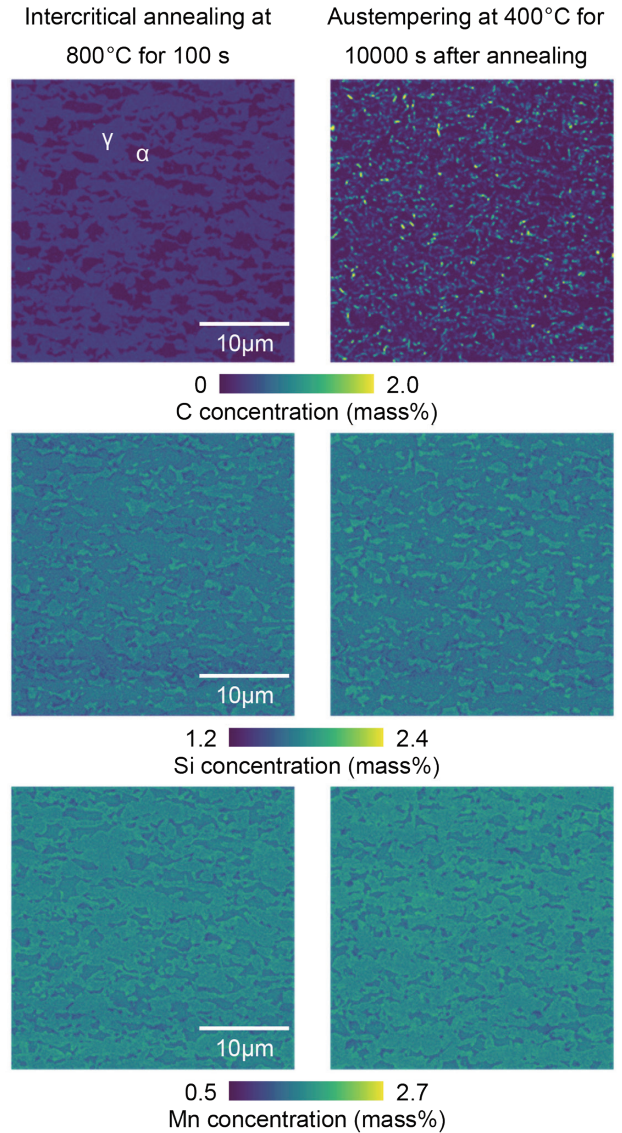 Intercritical annealing at
800°C for 100 s
Austempering at 400°C for
10000 s after annealing
γ
α
10μm
0
2.0
C concentration (mass%)
10μm
1.2
2.4
Si concentration (mass%)
10μm
0.5
2.7
Mn concentration (mass%)